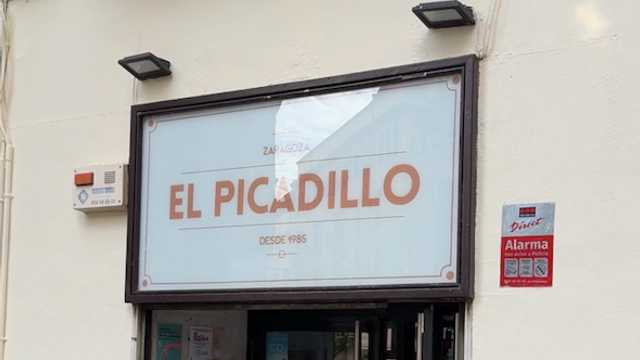 ZARAGOZA
EL PICADILLO
DESDE 1985
Direct
Alarma